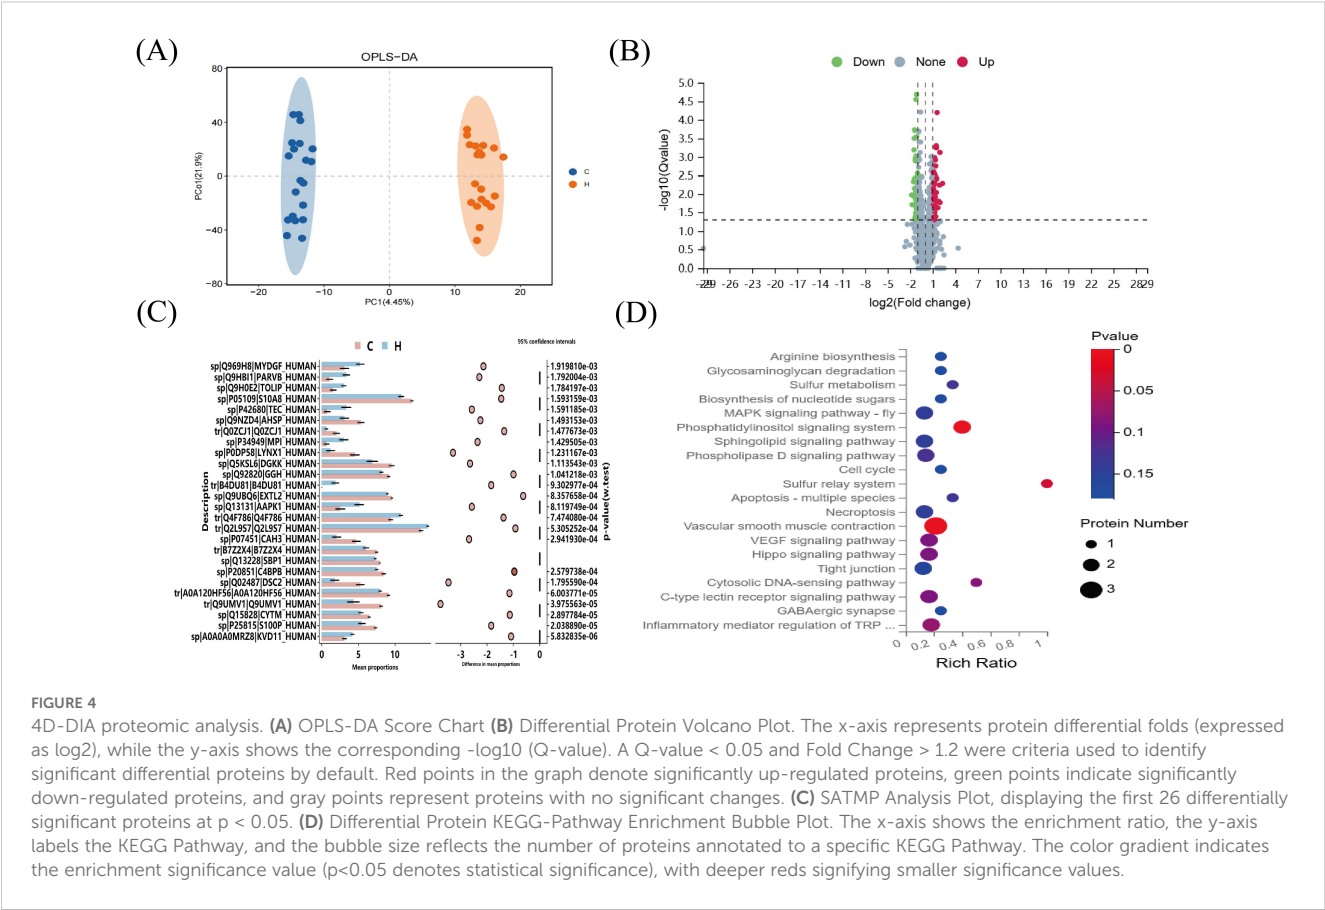 (A)
OPLS-DA
80
40
0
-40
-80
PCo1(21.9%)
-20
-10
0
10
20
PC1(4.45%)
C
H
(B)
Down
None
Up
5.0
4.5
4.0
3.5
3.0
2.5
2.0
1.5
1.0
0.5
0.0
-log10(Qvalue)
-29 -26 -23 -20 -17 -14 -11 -8 -5 -2 1 4 7 10 13 16 19 22 25 28 29
log2(Fold change)
(C)
C H
95% confidence intervals
sp|Q969H8|MYDGF_HUMAN 1.919810e-03
sp|Q9HBI1|PARVB_HUMAN 1.792004e-03
sp|Q9H0E2|TOLIP_HUMAN 1.784197e-03
sp|P05109|S10A8_HUMAN 1.593159e-03
sp|P42680|TEC_HUMAN 1.591185e-03
sp|Q9NZD4|AHSP_HUMAN 1.493153e-03
tr|Q0ZCJ1|Q0ZCJ1_HUMAN 1.477673e-03
sp|P34949|MPI_HUMAN 1.429505e-03
sp|P0DP58|LYNX1_HUMAN 1.231167e-03
sp|Q5KSL6|DGKK_HUMAN 1.113543e-03
sp|Q92820|GGH_HUMAN 1.041218e-03
tr|B4DU81|B4DU81_HUMAN 9.302977e-04
sp|Q9UBQ6|EXTL2_HUMAN 8.357658e-04
sp|Q13131|AAPK1_HUMAN 8.119749e-04
tr|Q4F786|Q4F786_HUMAN 7.474080e-04
tr|Q2L9S7|Q2L9S7_HUMAN 5.305252e-04
sp|P07451|CAH3_HUMAN 2.941930e-04
tr|B7Z2X4|B7Z2X4_HUMAN
sp|Q13228|SBP1_HUMAN
sp|P20851|C4BPB_HUMAN 2.579738e-04
sp|Q02487|DSC2_HUMAN 1.795590e-04
tr|A0A120HF56|A0A120HF56_HUMAN 6.003771e-05
tr|Q9UMV1|Q9UMV1_HUMAN 3.975563e-05
sp|Q15828|CYTM_HUMAN 2.897784e-05
sp|P25815|S100P_HUMAN 2.038890e-05
sp|A0A0A0MRZ8|KVD11_HUMAN 5.832835e-06
Description
p-value(w.test)
0 5 10
Mean proportions
-3 -2 -1 0
Difference in mean proportions
(D)
Arginine biosynthesis
Glycosaminoglycan degradation
Sulfur metabolism
Biosynthesis of nucleotide sugars
MAPK signaling pathway - fly
Phosphatidylinositol signaling system
Sphingolipid signaling pathway
Phospholipase D signaling pathway
Cell cycle
Sulfur relay system
Apoptosis - multiple species
Necroptosis
Vascular smooth muscle contraction
VEGF signaling pathway
Hippo signaling pathway
Tight junction
Cytosolic DNA-sensing pathway
C-type lectin receptor signaling pathway
GABAergic synapse
Inflammatory mediator regulation of TRP ...
0 0.2 0.4 0.6 0.8 1
Rich Ratio
Pvalue
0
0.05
0.1
0.15
Protein Number
1
2
3
FIGURE 4
4D-DIA proteomic analysis. (A) OPLS-DA Score Chart (B) Differential Protein Volcano Plot. The x-axis represents protein differential folds (expressed
as log2), while the y-axis shows the corresponding -log10 (Q-value). A Q-value < 0.05 and Fold Change > 1.2 were criteria used to identify
significant differential proteins by default. Red points in the graph denote significantly up-regulated proteins, green points indicate significantly
down-regulated proteins, and gray points represent proteins with no significant changes. (C) SATMP Analysis Plot, displaying the first 26 differentially
significant proteins at p < 0.05. (D) Differential Protein KEGG-Pathway Enrichment Bubble Plot. The x-axis shows the enrichment ratio, the y-axis
labels the KEGG Pathway, and the bubble size reflects the number of proteins annotated to a specific KEGG Pathway. The color gradient indicates
the enrichment significance value (p<0.05 denotes statistical significance), with deeper reds signifying smaller significance values.